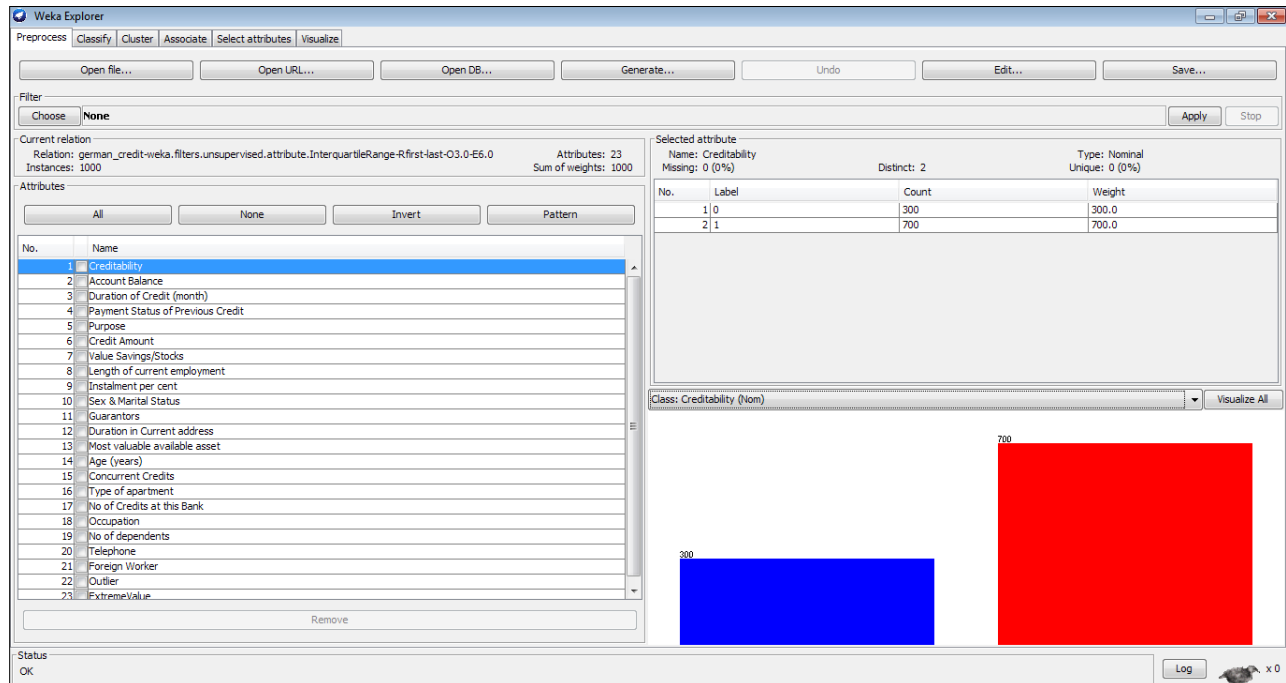 Weka Explorer
Preprocess Classify Cluster Associate Select attributes Visualize
Open file... Open URL... Open DB... Generate... Undo Edit... Save...
Filter
Choose None Apply Stop
Current relation
Relation: german_credit-weka.filters.unsupervised.attribute.InterquartileRange-Rfirst-last-O3.0-E6.0 Attributes: 23
Instances: 1000 Sum of weights: 1000
Attributes
All None Invert Pattern
No. Name
1 Creditability
2 Account Balance
3 Duration of Credit (month)
4 Payment Status of Previous Credit
5 Purpose
6 Credit Amount
7 Value Savings/Stocks
8 Length of current employment
9 Instalment per cent
10 Sex & Marital Status
11 Guarantors
12 Duration in Current address
13 Most valuable available asset
14 Age (years)
15 Concurrent Credits
16 Type of apartment
17 No of Credits at this Bank
18 Occupation
19 No of dependents
20 Telephone
21 Foreign Worker
22 Outlier
23 ExtremeValue
Remove
Selected attribute
Name: Creditability Type: Nominal
Missing: 0 (0%) Distinct: 2 Unique: 0 (0%)
No. Label Count Weight
1 0 300 300.0
2 1 700 700.0
Class: Creditability (Nom) Visualize All
700
300
Status
OK
Log x 0